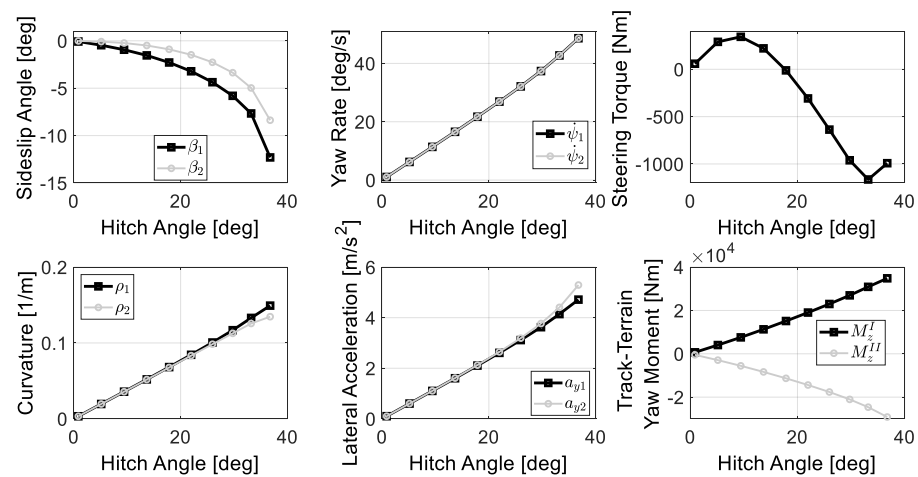 Sideslip Angle [deg]
0
-5
-10
-15
β₁
β₂
0 20 40
Hitch Angle [deg]
Yaw Rate [deg/s]
40
20
0
ψ̇₁
ψ̇₂
0 20 40
Hitch Angle [deg]
Steering Torque [Nm]
0
-500
-1000
0 20 40
Hitch Angle [deg]
Curvature [1/m]
0.2
0.1
0
ρ₁
ρ₂
0 20 40
Hitch Angle [deg]
Lateral Acceleration [m/s²]
6
4
2
0
a_y1
a_y2
0 20 40
Hitch Angle [deg]
Track-Terrain
Yaw Moment [Nm]
×10⁴
4
2
0
-2
M_z^I
M_z^II
0 20 40
Hitch Angle [deg]